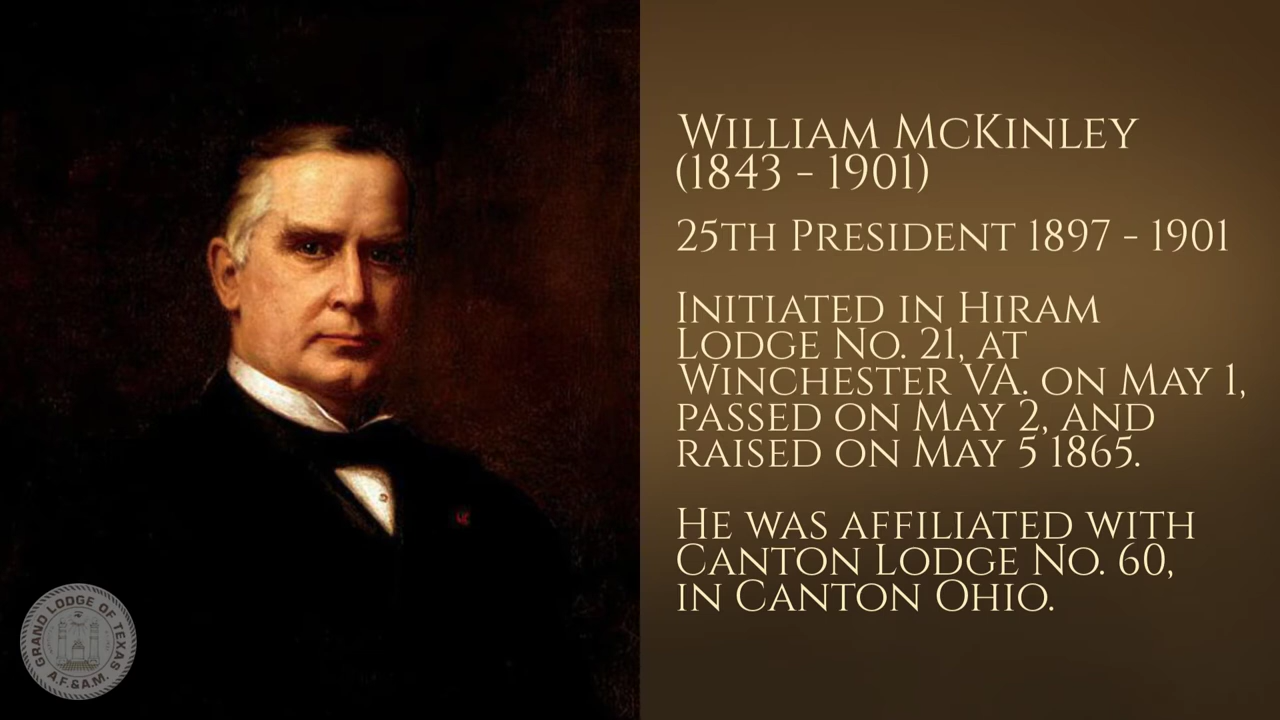 William McKinley
(1843 - 1901)
25th President 1897 - 1901
Initiated in Hiram
Lodge No. 21, at
Winchester VA. on May 1,
passed on May 2, and
raised on May 5 1865.
He was affiliated with
Canton Lodge No. 60,
in Canton Ohio.
GRAND LODGE OF TEXAS
A.F.&A.M.